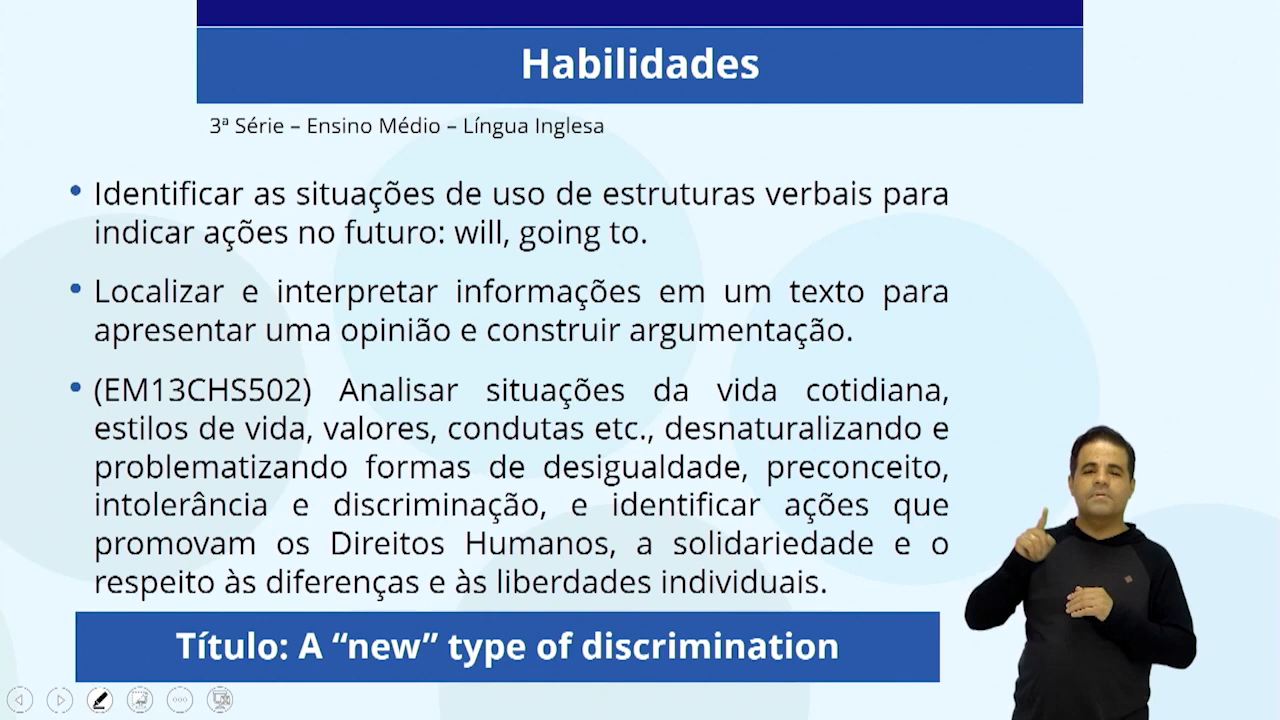 Habilidades
3ª Série – Ensino Médio – Língua Inglesa
• Identificar as situações de uso de estruturas verbais para
indicar ações no futuro: will, going to.
• Localizar e interpretar informações em um texto para
apresentar uma opinião e construir argumentação.
• (EM13CHS502) Analisar situações da vida cotidiana,
estilos de vida, valores, condutas etc., desnaturalizando e
problematizando formas de desigualdade, preconceito,
intolerância e discriminação, e identificar ações que
promovam os Direitos Humanos, a solidariedade e o
respeito às diferenças e às liberdades individuais.
Título: A “new” type of discrimination